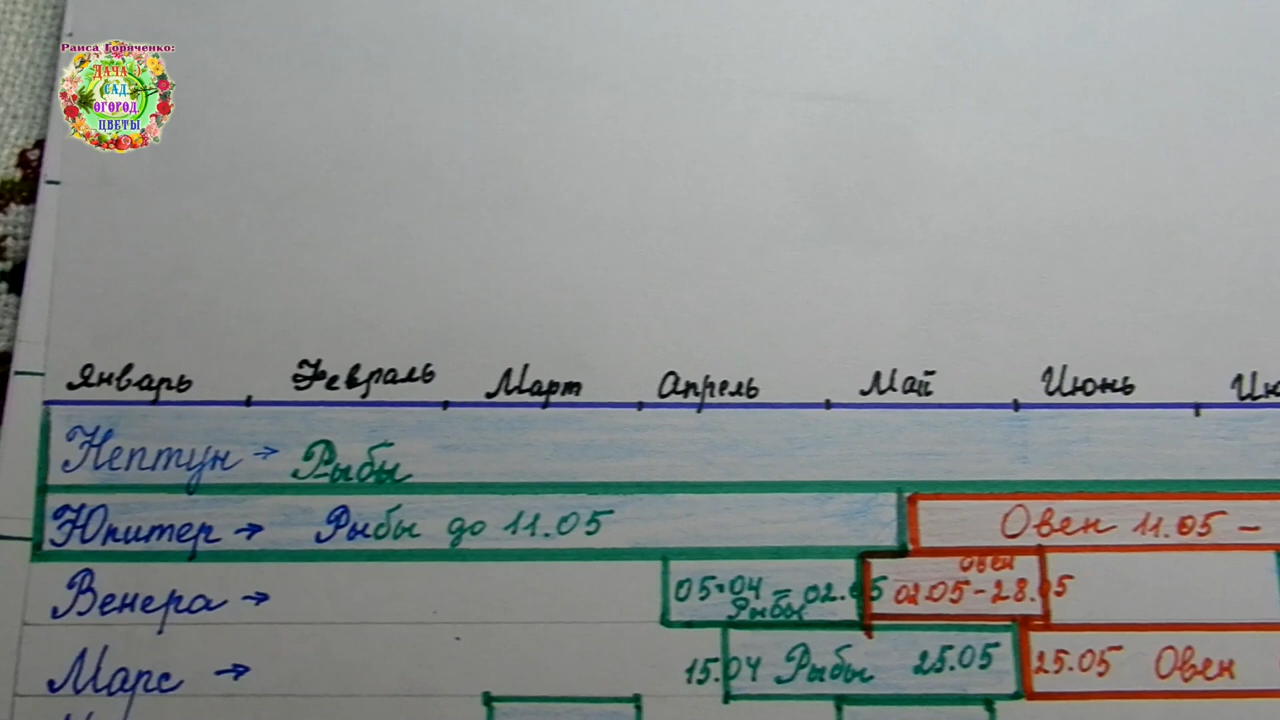 Раиса Горяченко:
Дача :)
сад
огород,
цветы
Январь Февраль Март Апрель Май Июнь
Нептун → Рыбы
Юпитер → Рыбы до 11.05 Овен 11.05 –
Венера → 05.04 – 02.05 Рыбы Овен 02.05 – 28.05
Марс → 15.04 Рыбы 25.05 25.05 Овен